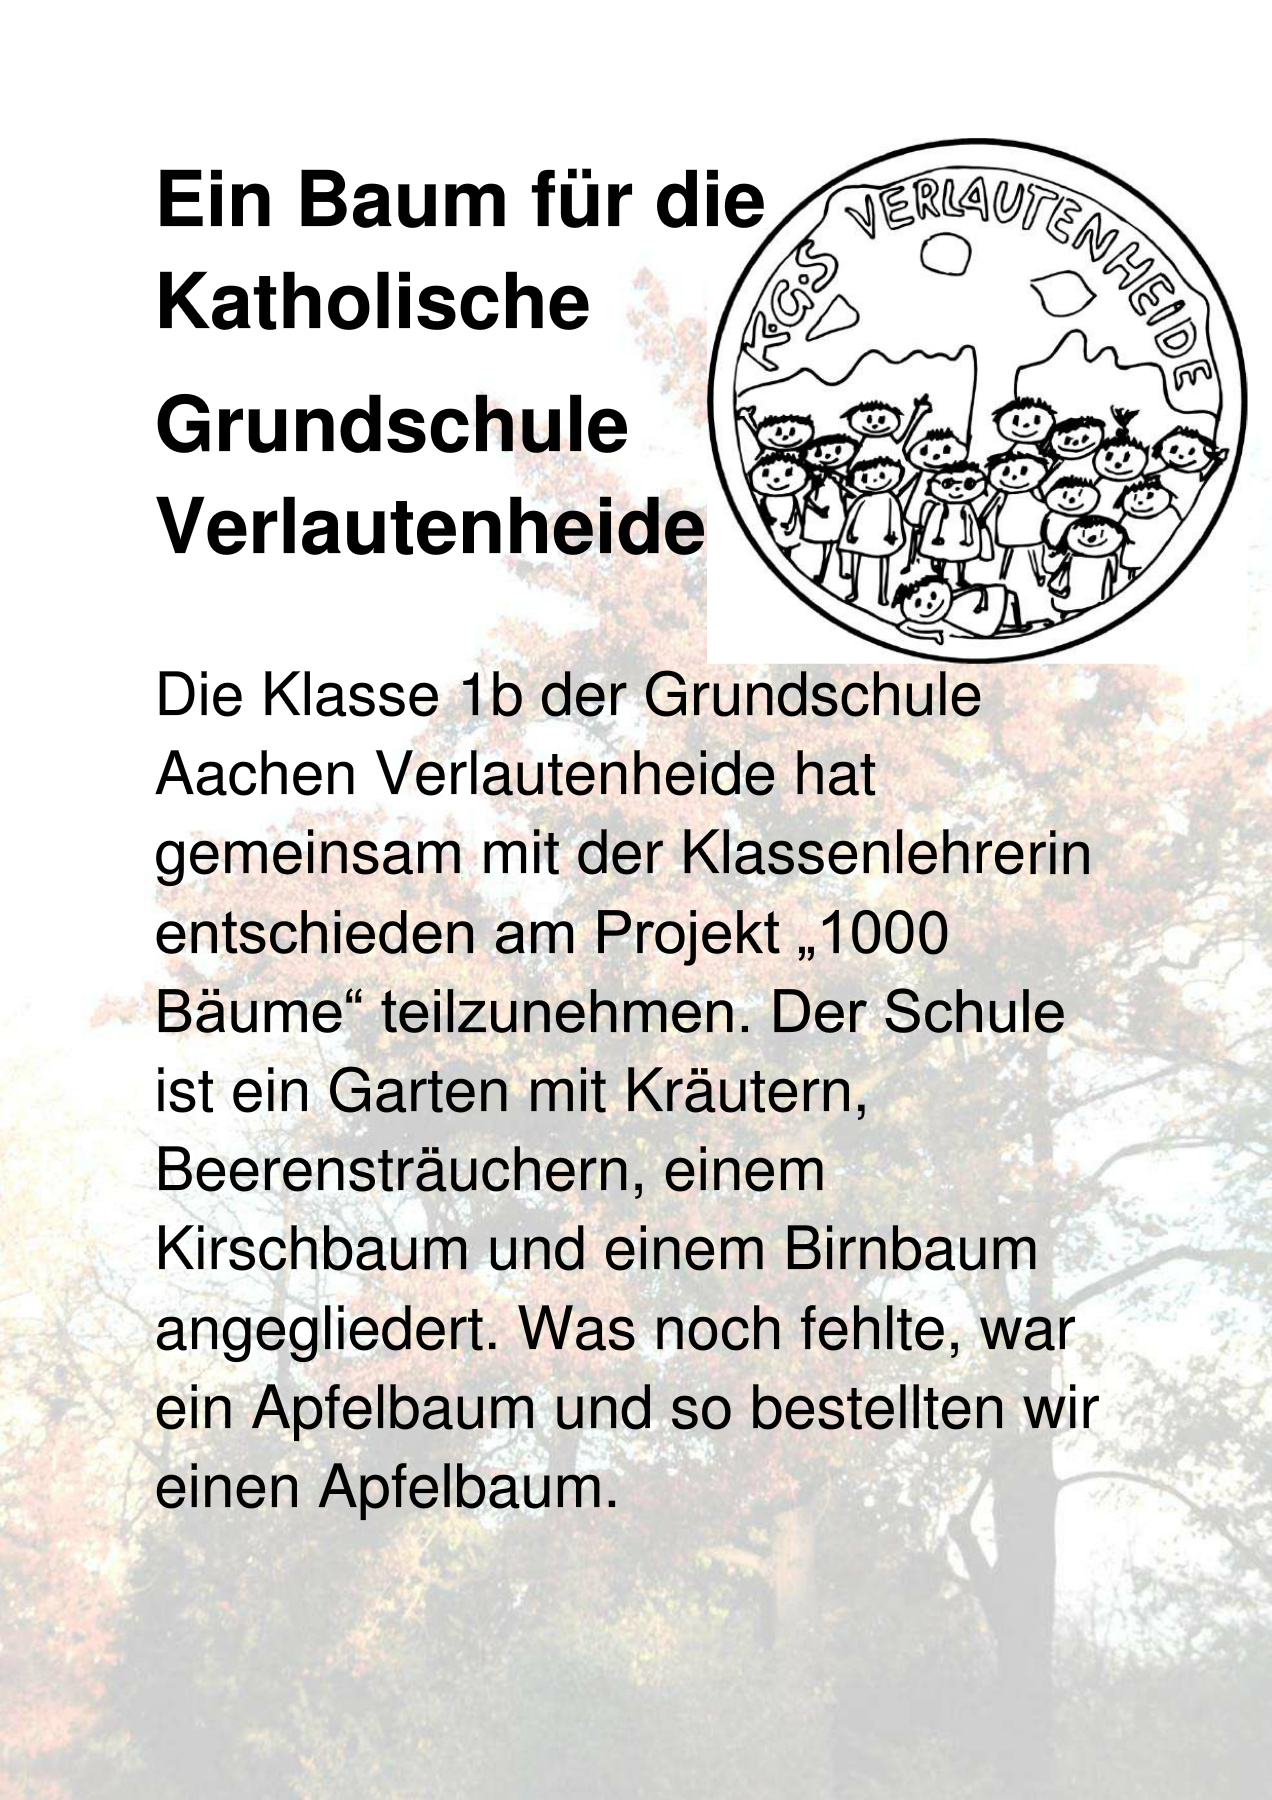 Ein Baum für die
Katholische
Grundschule
Verlautenheide
K.G.S VERLAUTENHEIDE
Die Klasse 1b der Grundschule
Aachen Verlautenheide hat
gemeinsam mit der Klassenlehrerin
entschieden am Projekt „1000
Bäume“ teilzunehmen. Der Schule
ist ein Garten mit Kräutern,
Beerensträuchern, einem
Kirschbaum und einem Birnbaum
angegliedert. Was noch fehlte, war
ein Apfelbaum und so bestellten wir
einen Apfelbaum.